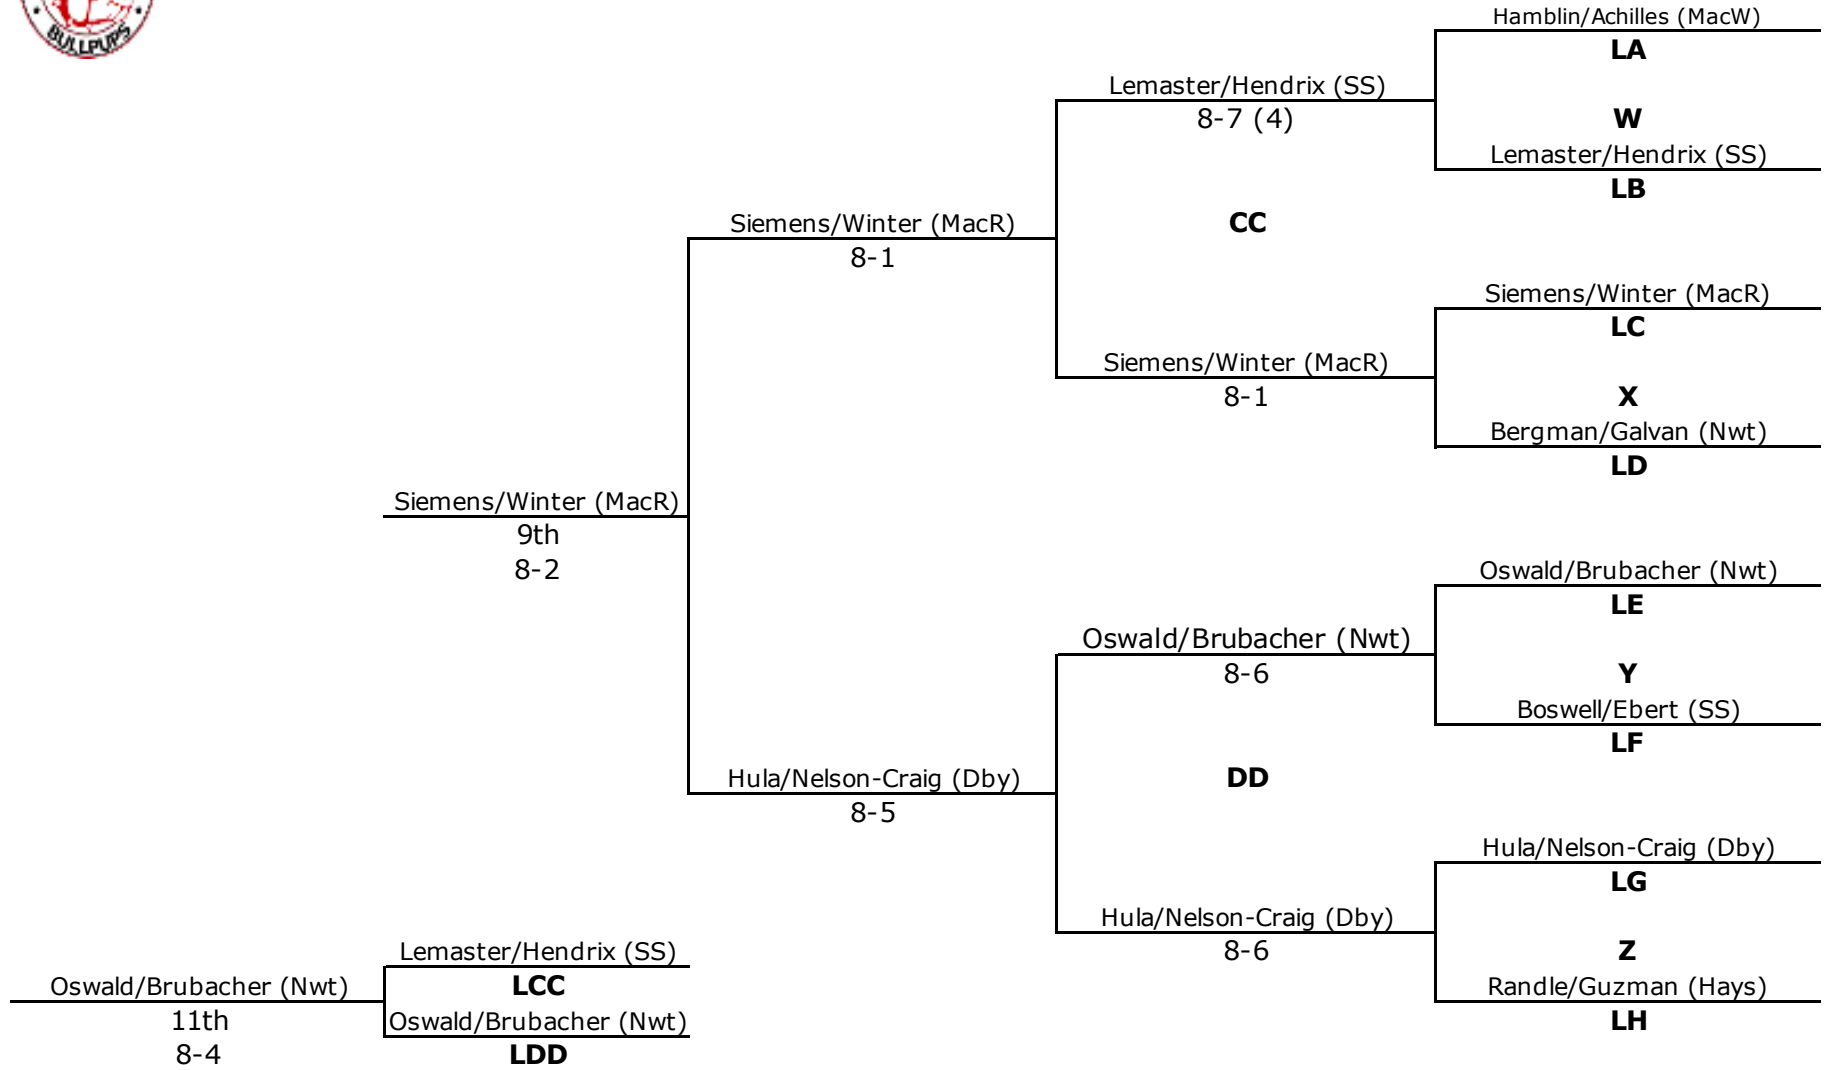 BULLPUPS
Hamblin/Achilles (MacW)
LA
Lemaster/Hendrix (SS)
8-7 (4)
W
Lemaster/Hendrix (SS)
LB
Siemens/Winter (MacR)
8-1
CC
Siemens/Winter (MacR)
LC
Siemens/Winter (MacR)
8-1
X
Bergman/Galvan (Nwt)
LD
Siemens/Winter (MacR)
9th
8-2
Oswald/Brubacher (Nwt)
LE
Oswald/Brubacher (Nwt)
8-6
Y
Boswell/Ebert (SS)
LF
Hula/Nelson-Craig (Dby)
8-5
DD
Hula/Nelson-Craig (Dby)
LG
Hula/Nelson-Craig (Dby)
8-6
Z
Randle/Guzman (Hays)
LH
Lemaster/Hendrix (SS)
LCC
Oswald/Brubacher (Nwt)
11th
8-4
Oswald/Brubacher (Nwt)
LDD